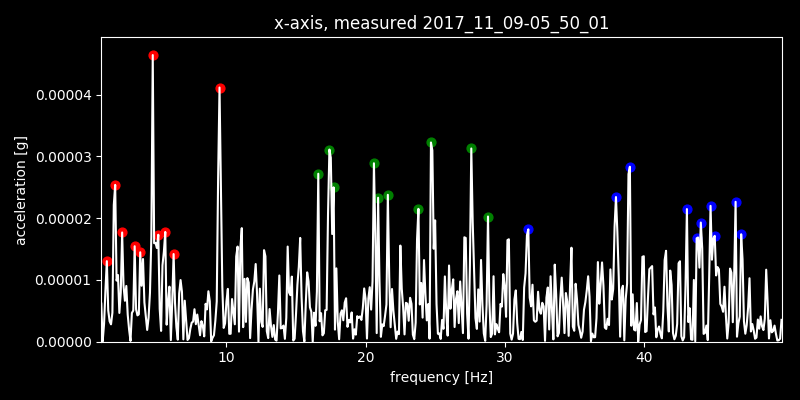 x-axis, measured 2017_11_09-05_50_01
acceleration [g]
0.00004
0.00003
0.00002
0.00001
0.00000
10 20 30 40
frequency [Hz]